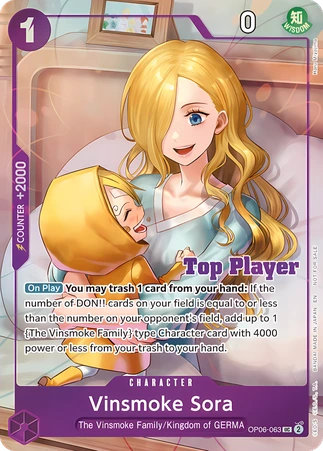 1
0
知
WISDOM
COUNTER +2000
Top Player
On Play You may trash 1 card from your hand: If the
number of DON!! cards on your field is equal to or less
than the number on your opponent's field, add up to 1
{The Vinsmoke Family} type Character card with 4000
power or less from your trash to your hand.
CHARACTER
Vinsmoke Sora
The Vinsmoke Family/Kingdom of GERMA
OP06-063 UC 2